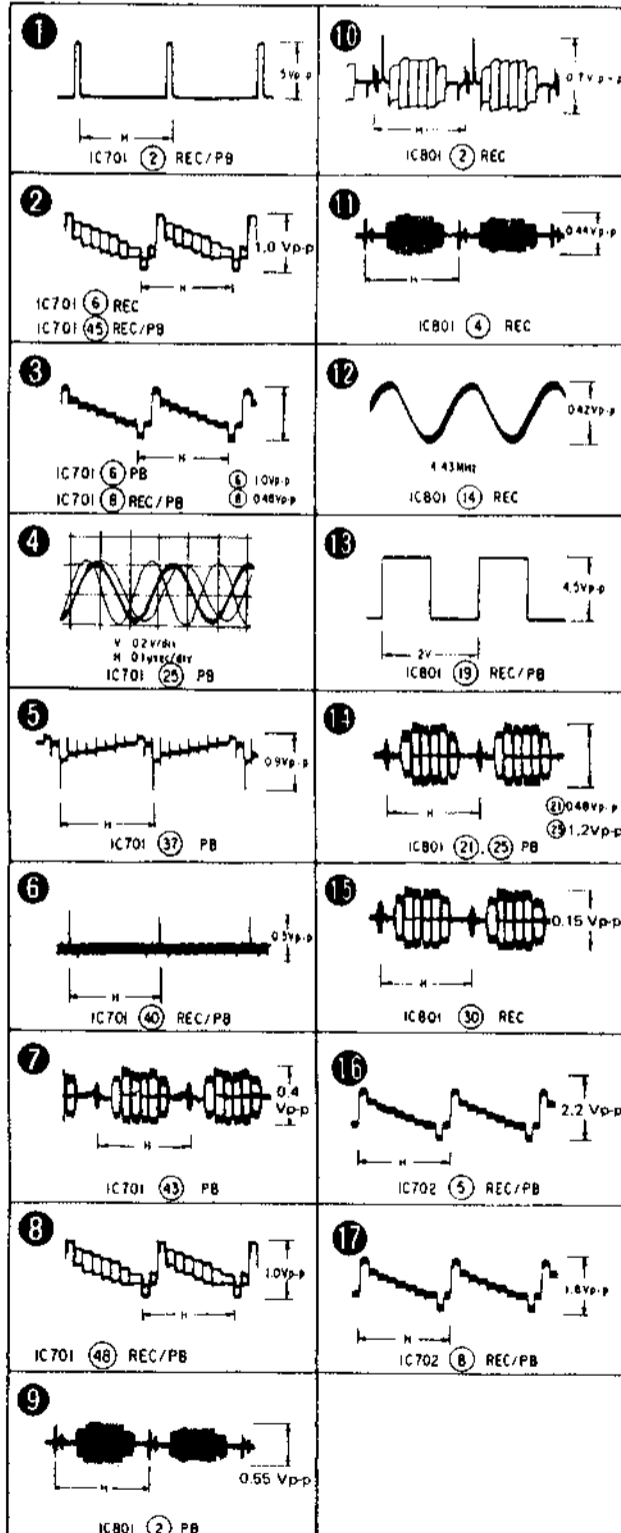 1
5Vp-p
H
IC701 2 REC/PB
2
1.0 Vp-p
H
IC701 6 REC
IC701 45 REC/PB
3
H
IC701 6 PB
IC701 8 REC/PB
6 1.0Vp-p
8 0.48Vp-p
4
V 0.2V/div
H 0.1μsec/div
IC701 25 PB
5
0.9Vp-p
H
IC701 37 PB
6
0.5Vp-p
H
IC701 40 REC/PB
7
0.4
Vp-p
H
IC701 43 PB
8
1.0Vp-p
H
IC701 48 REC/PB
9
0.55 Vp-p
H
IC801 2 PB
10
0.7Vp-p
H
IC801 2 REC
11
0.44Vp-p
H
IC801 4 REC
12
0.42Vp-p
4.43MHz
IC801 14 REC
13
4.5Vp-p
2V
IC801 19 REC/PB
14
H
21 0.48Vp-p
25 1.2Vp-p
IC801 21, 25 PB
15
0.15 Vp-p
H
IC801 30 REC
16
2.2 Vp-p
H
IC702 5 REC/PB
17
1.8Vp-p
H
IC702 8 REC/PB